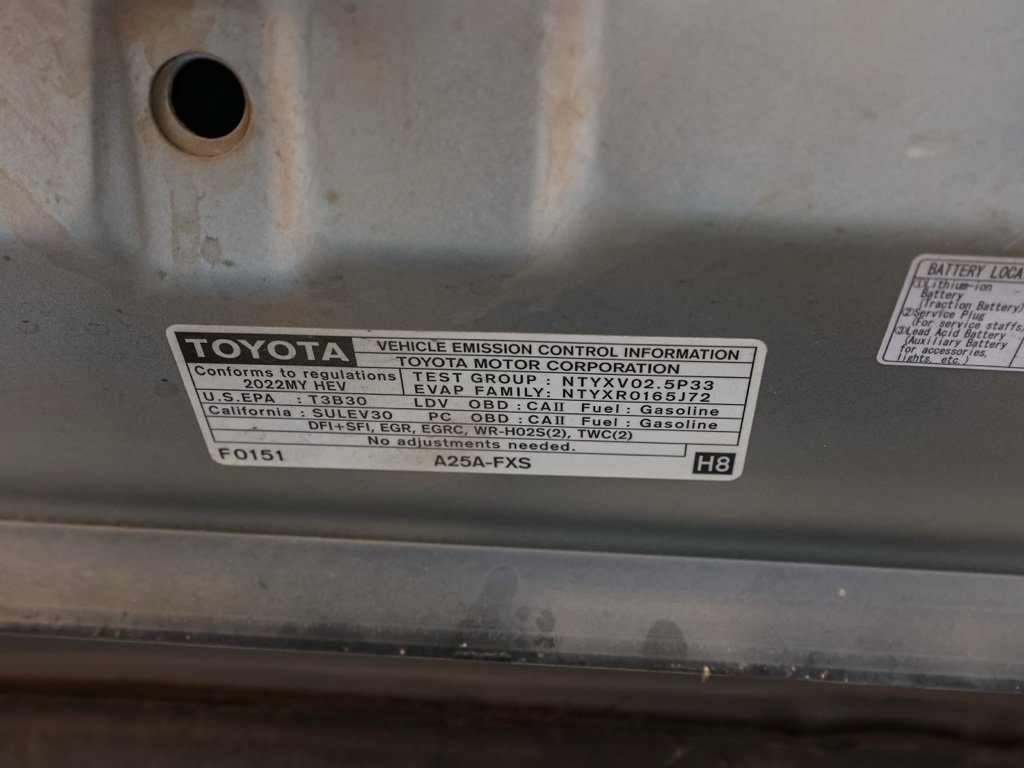 TOYOTA VEHICLE EMISSION CONTROL INFORMATION
TOYOTA MOTOR CORPORATION
Conforms to regulations
2022MY HEV
TEST GROUP : NTYXV02.5P33
EVAP FAMILY: NTYXR0165J72
U.S.EPA : T3B30 LDV OBD : CAII Fuel : Gasoline
California : SULEV30 PC OBD : CAII Fuel : Gasoline
DFI+SFI, EGR, EGRC, WR-HO2S(2), TWC(2)
No adjustments needed.
F0151 A25A-FXS H8
BATTERY LOCA
①Lithium-ion
Battery
(Traction Battery)
②Service Plug
(For service staffs)
③Lead Acid Battery
(Auxiliary Battery
for accessories,
lights, etc.)